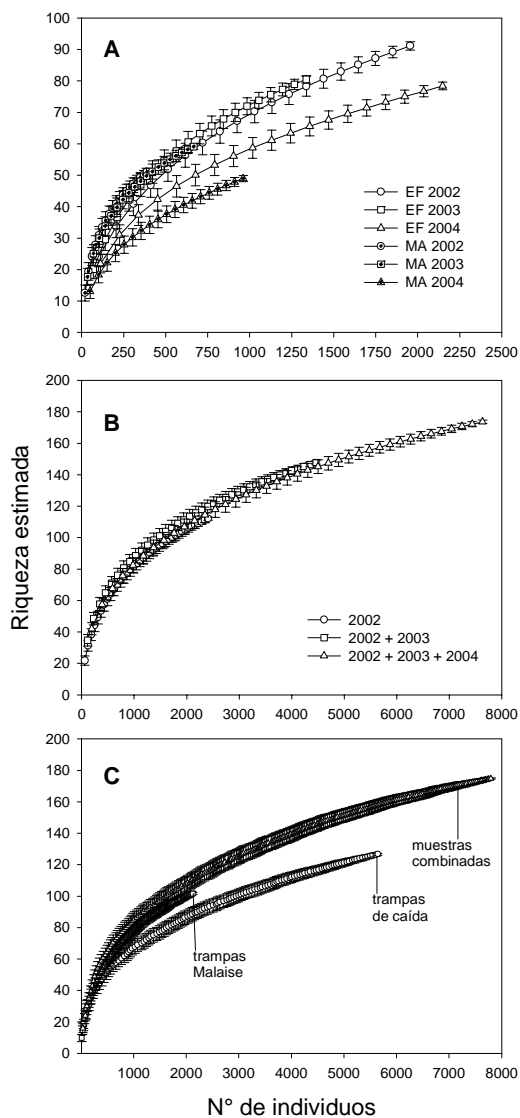 A
100
90
80
70
60
50
40
30
20
10
0
EF 2002
EF 2003
EF 2004
MA 2002
MA 2003
MA 2004
0 250 500 750 1000 1250 1500 1750 2000 2250 2500
B
200
180
160
140
120
100
80
60
40
20
0
Riqueza estimada
2002
2002 + 2003
2002 + 2003 + 2004
0 1000 2000 3000 4000 5000 6000 7000 8000
C
200
180
160
140
120
100
80
60
40
20
0
muestras
combinadas
trampas
de caída
trampas
Malaise
0 1000 2000 3000 4000 5000 6000 7000 8000
N° de individuos